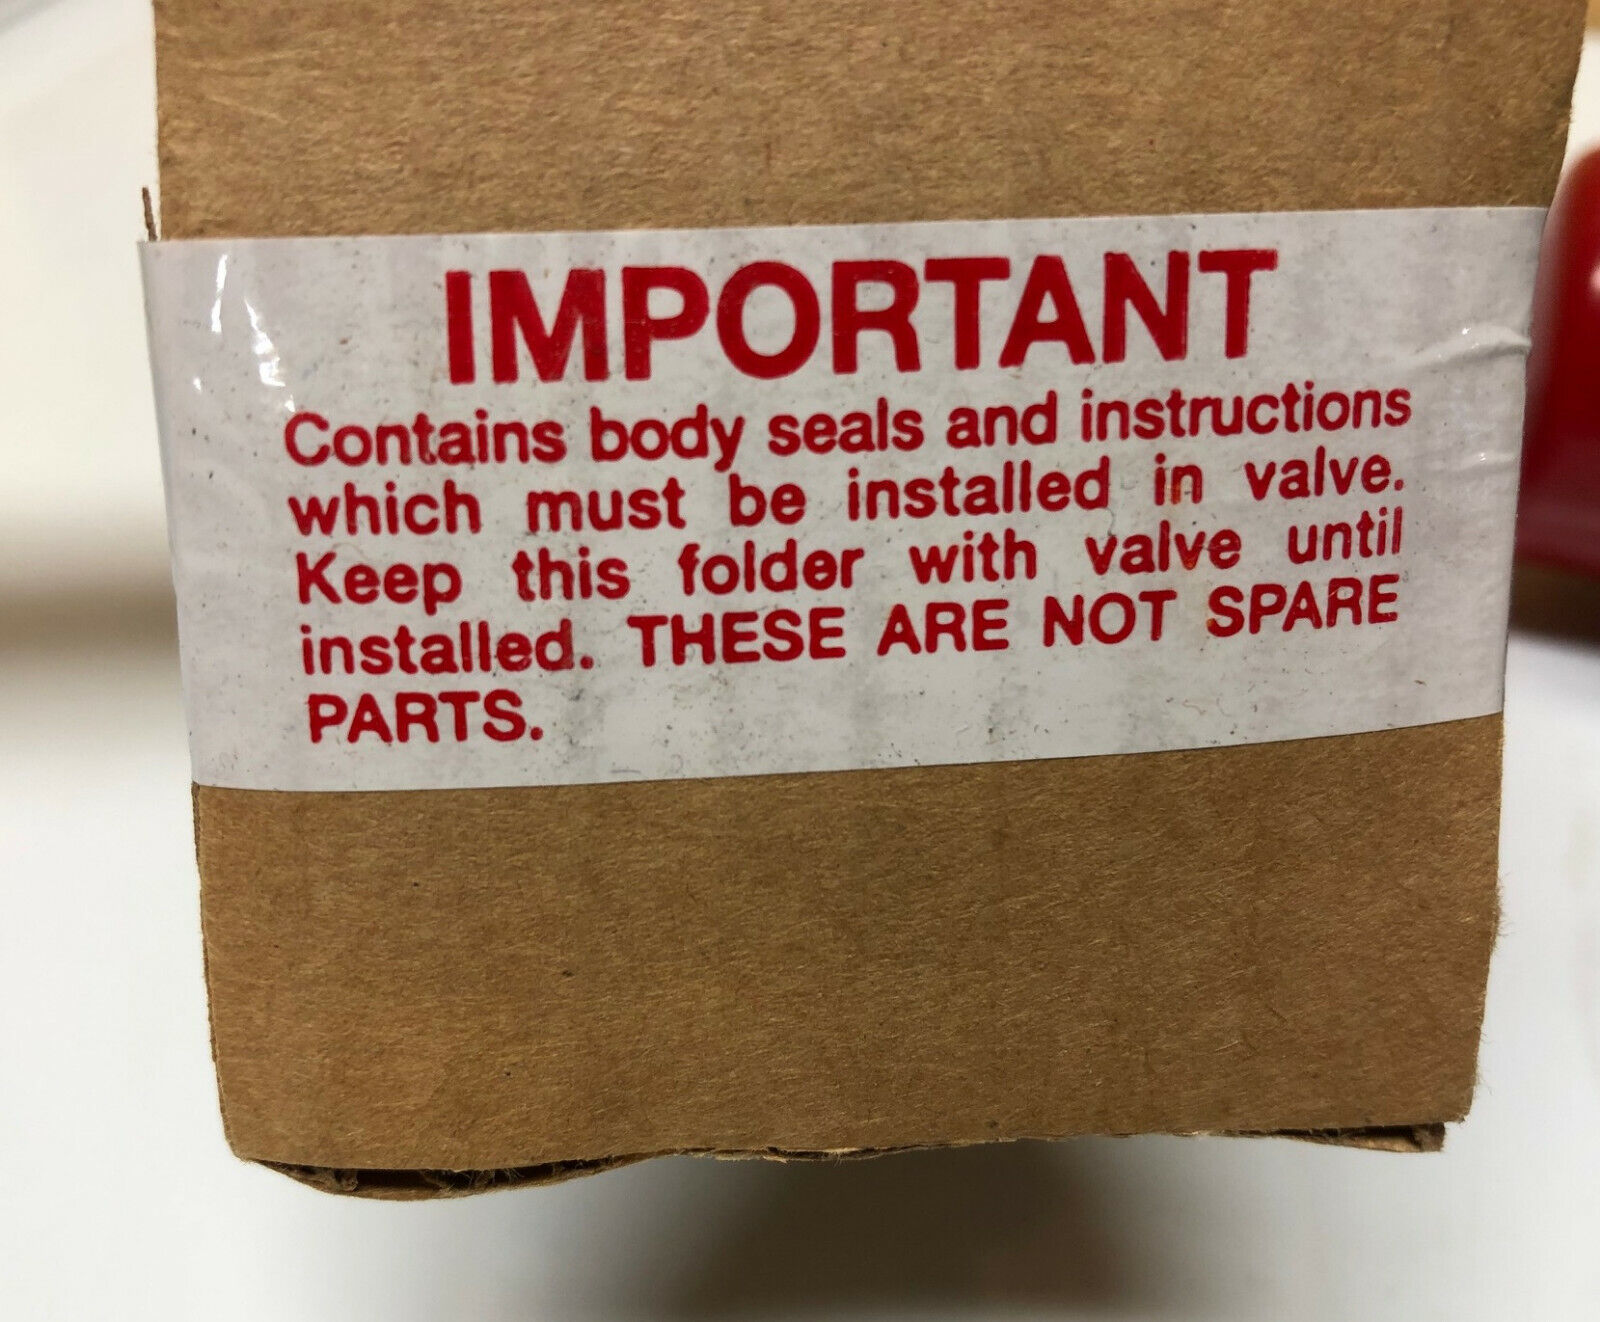 IMPORTANT
Contains body seals and instructions
which must be installed in valve.
Keep this folder with valve until
installed. THESE ARE NOT SPARE
PARTS.